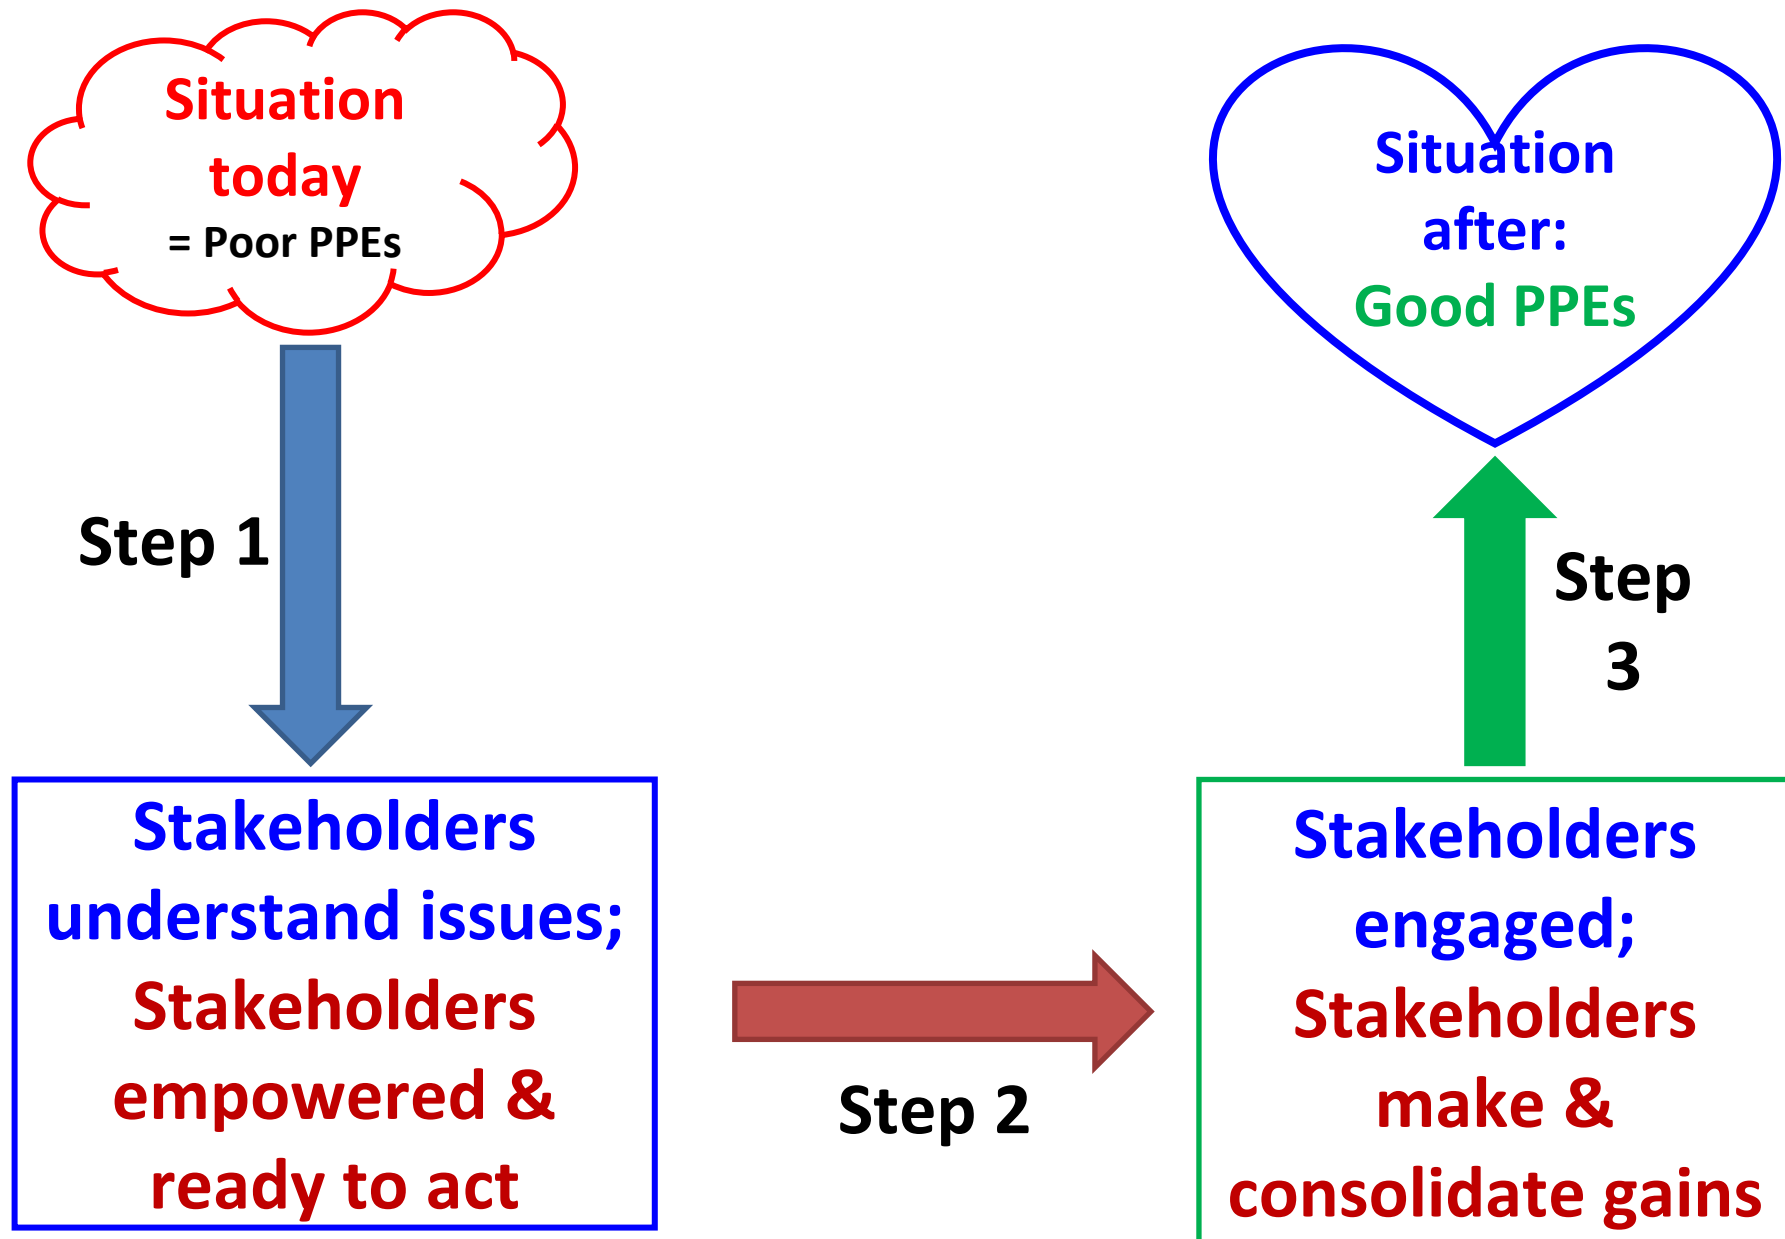 Situation
today
= Poor PPEs
Step 1
Stakeholders
understand issues;
Stakeholders
empowered &
ready to act
Step 2
Stakeholders
engaged;
Stakeholders
make &
consolidate gains
Step
3
Situation
after:
Good PPEs